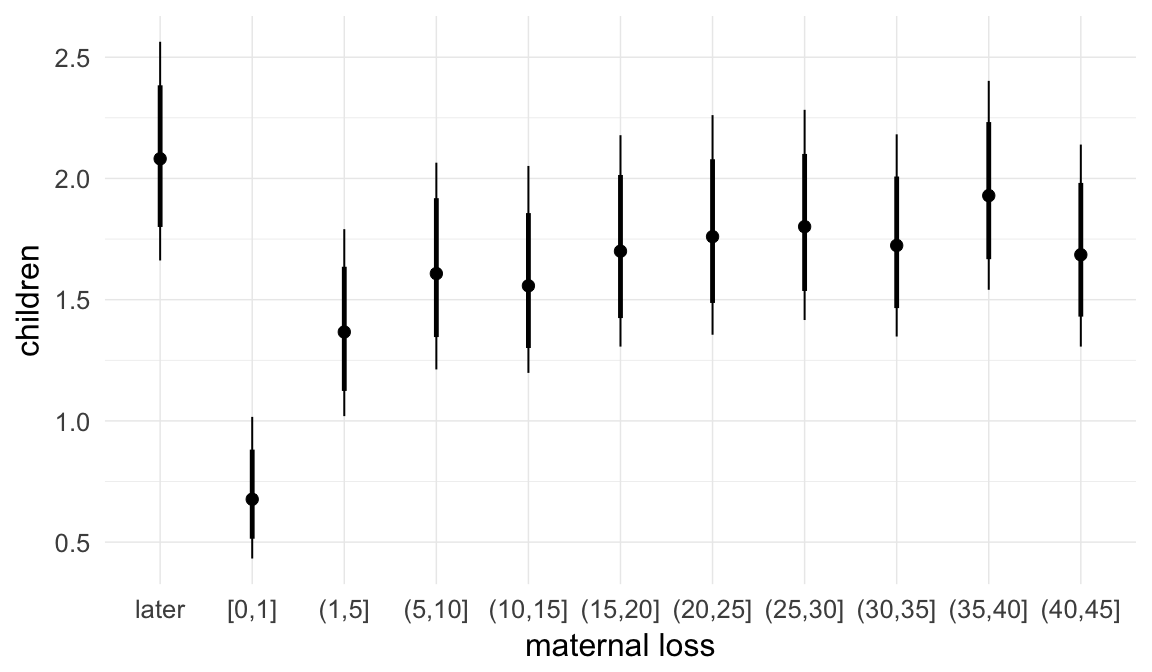 children
2.5
2.0
1.5
1.0
0.5
later [0,1] (1,5] (5,10] (10,15] (15,20] (20,25] (25,30] (30,35] (35,40] (40,45]
maternal loss